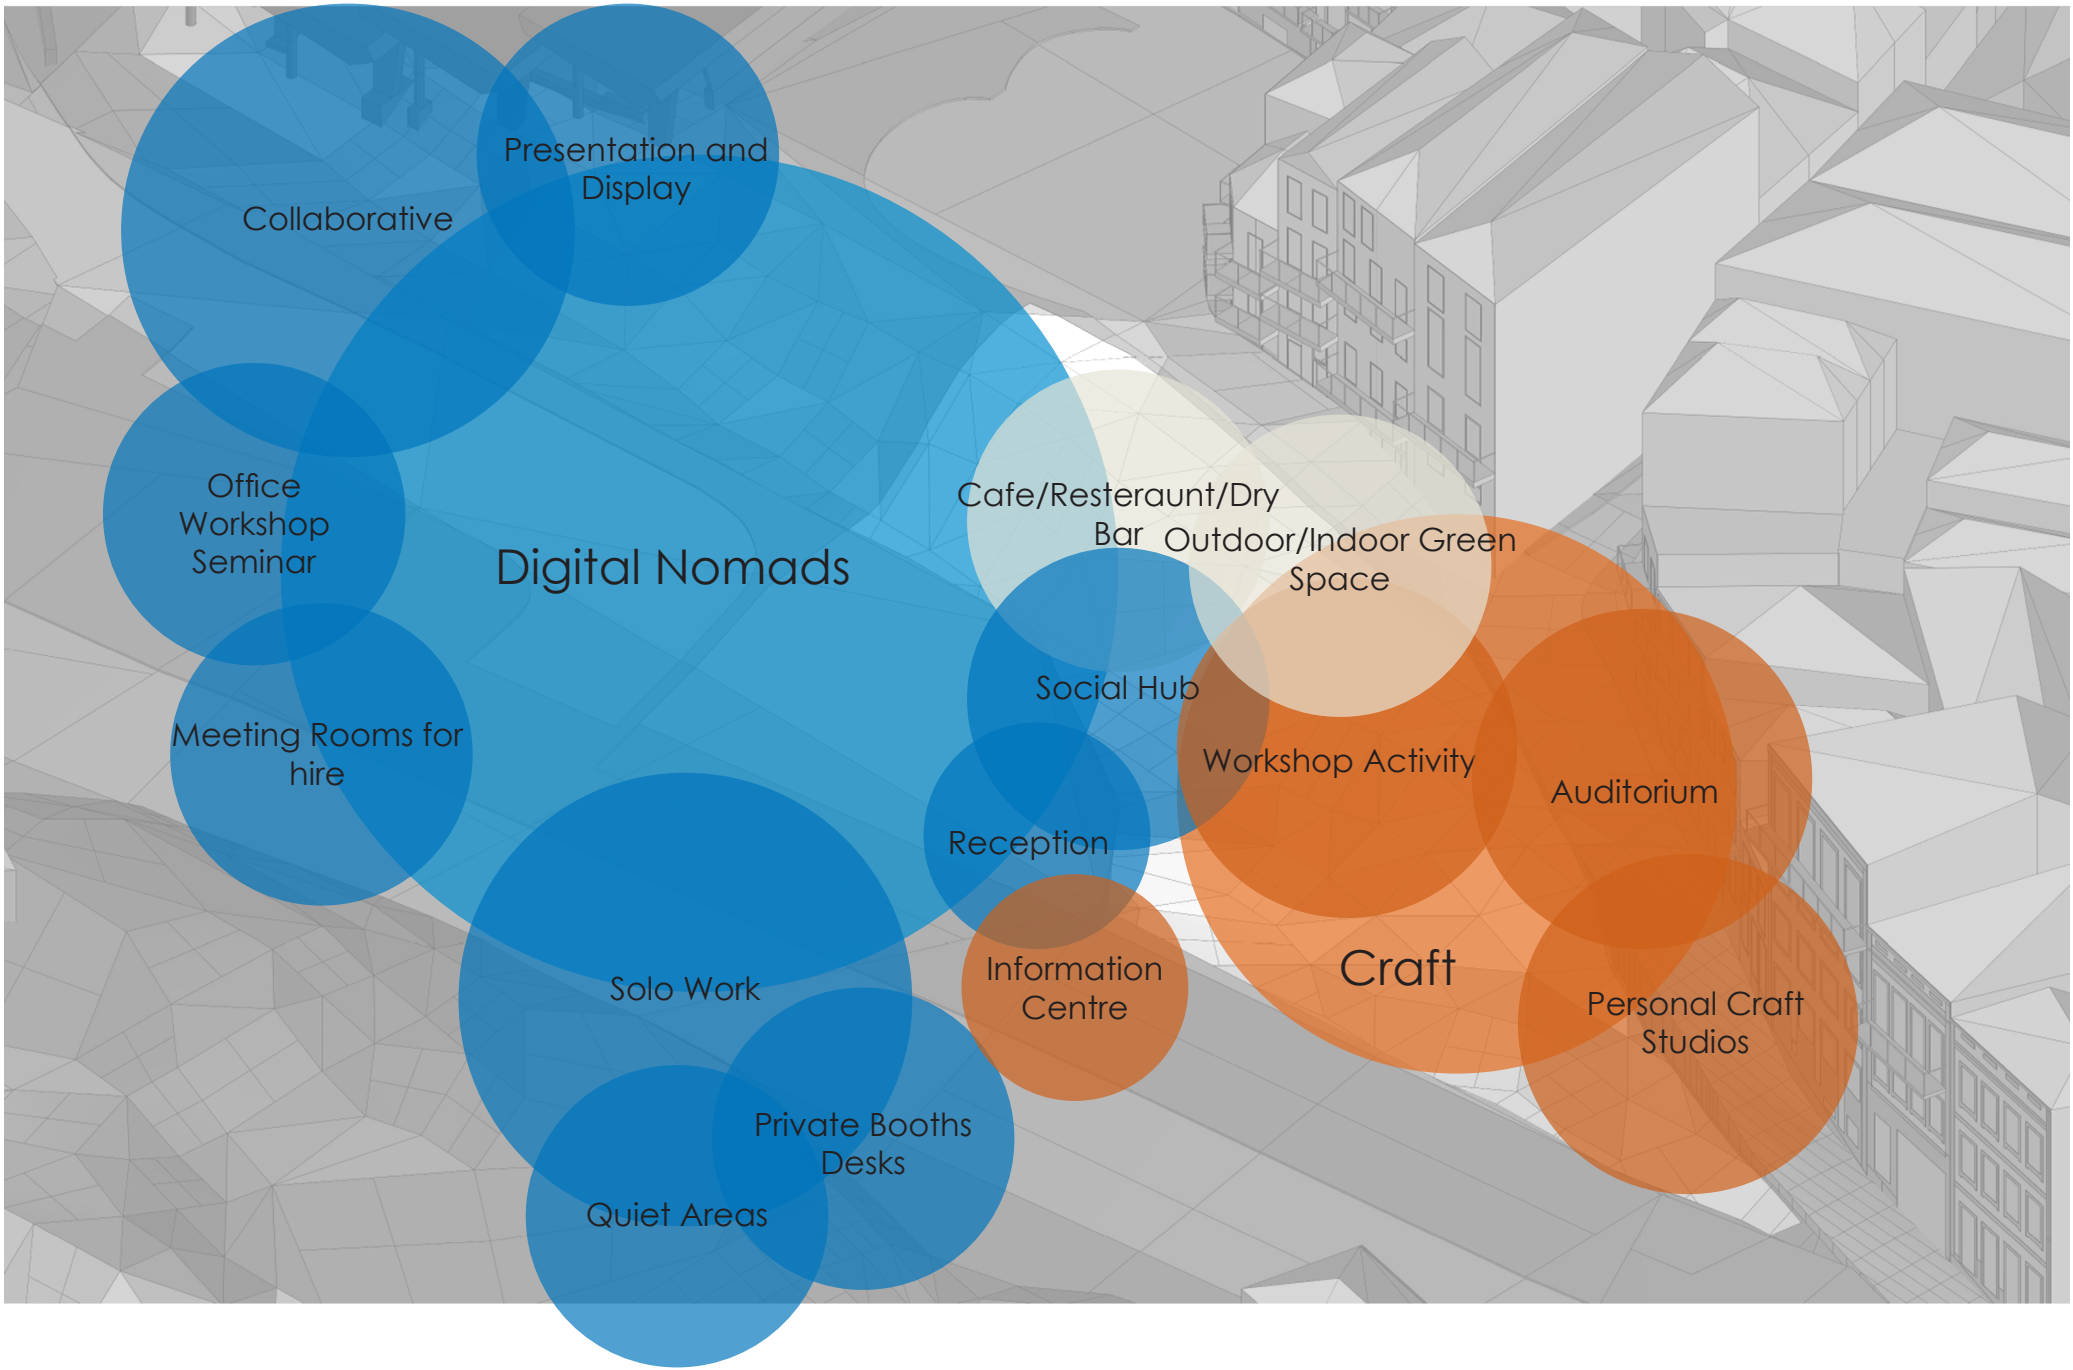 Presentation and
Display
Collaborative
Office
Workshop
Seminar
Digital Nomads
Cafe/Resteraunt/Dry
Bar
Outdoor/Indoor Green
Space
Social Hub
Meeting Rooms for
hire
Workshop Activity
Auditorium
Reception
Information
Centre
Craft
Solo Work
Personal Craft
Studios
Private Booths
Desks
Quiet Areas